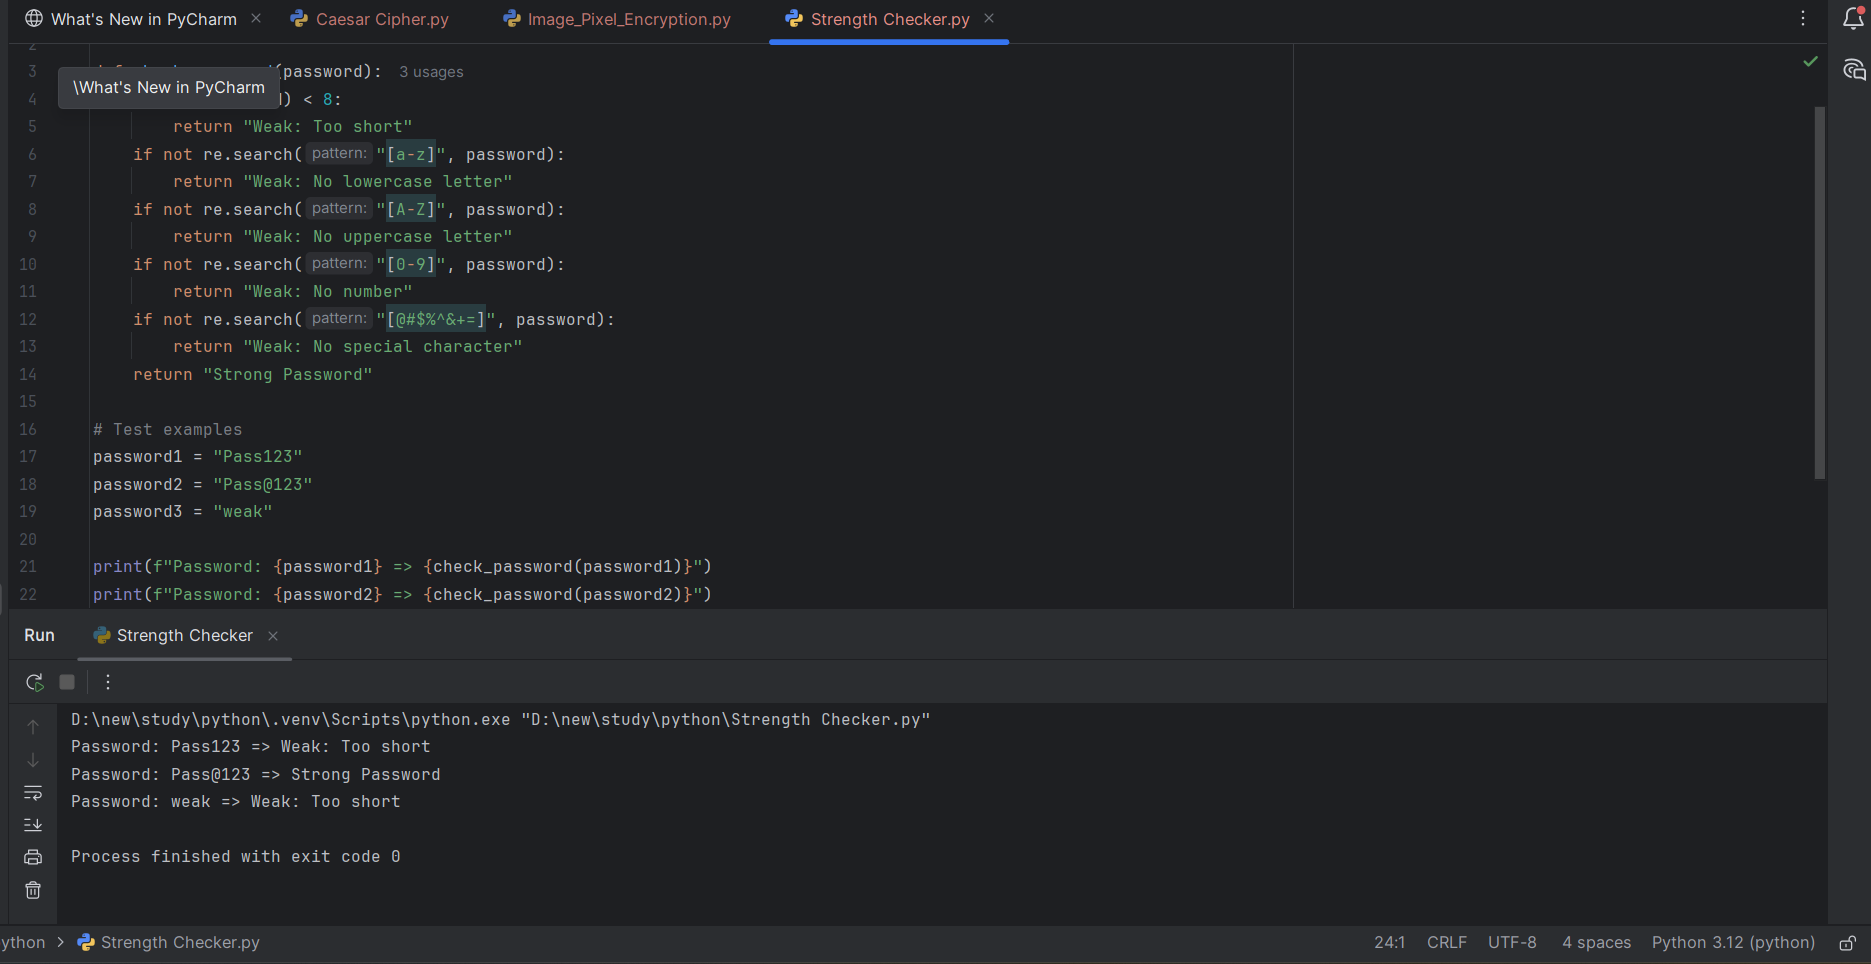 What's New in PyCharm Caesar Cipher.py Image_Pixel_Encryption.py Strength Checker.py
2
3 (password): 3 usages
\What's New in PyCharm
4 ) < 8:
5 return "Weak: Too short"
6 if not re.search( pattern: "[a-z]", password):
7 return "Weak: No lowercase letter"
8 if not re.search( pattern: "[A-Z]", password):
9 return "Weak: No uppercase letter"
10 if not re.search( pattern: "[0-9]", password):
11 return "Weak: No number"
12 if not re.search( pattern: "[@#$%^&+=]", password):
13 return "Weak: No special character"
14 return "Strong Password"
15
16 # Test examples
17 password1 = "Pass123"
18 password2 = "Pass@123"
19 password3 = "weak"
20
21 print(f"Password: {password1} => {check_password(password1)}")
22 print(f"Password: {password2} => {check_password(password2)}")
Run Strength Checker
D:\new\study\python\.venv\Scripts\python.exe "D:\new\study\python\Strength Checker.py"
Password: Pass123 => Weak: Too short
Password: Pass@123 => Strong Password
Password: weak => Weak: Too short
Process finished with exit code 0
ython > Strength Checker.py 24:1 CRLF UTF-8 4 spaces Python 3.12 (python)